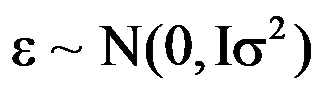 ε ~ N(0, Iσ²)